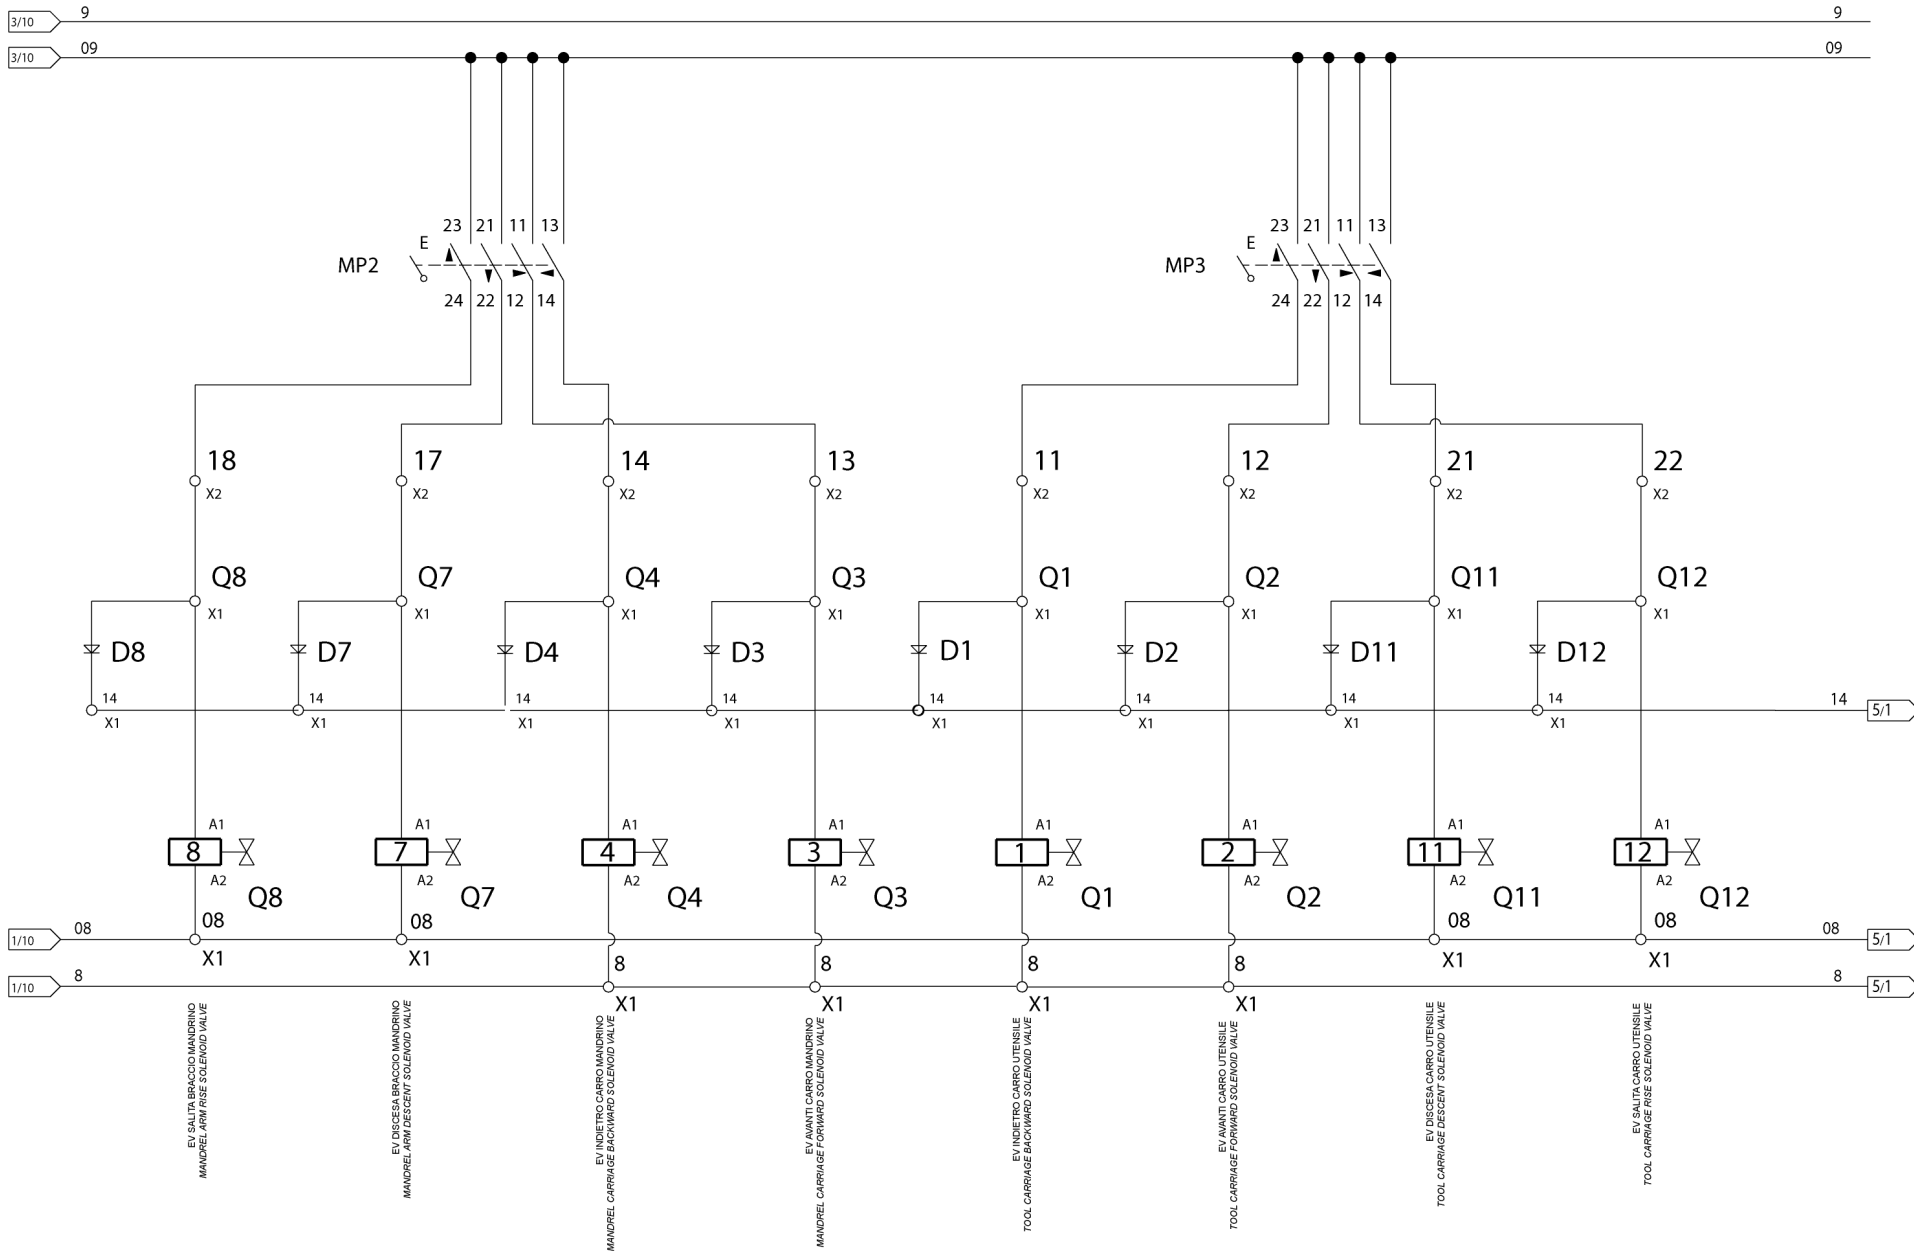 3/10 9 9
3/10 09 09
23 21 11 13 23 21 11 13
E E
MP2 MP3
24 22 12 14 24 22 12 14
18 17 14 13 11 12 21 22
X2 X2 X2 X2 X2 X2 X2 X2
Q8 Q7 Q4 Q3 Q1 Q2 Q11 Q12
X1 X1 X1 X1 X1 X1 X1 X1
D8 D7 D4 D3 D1 D2 D11 D12
14 14 14 14 14 14 14 14 14 5/1
X1 X1 X1 X1 X1 X1 X1 X1
A1 A1 A1 A1 A1 A1 A1 A1
8 7 4 3 1 2 11 12
A2 A2 A2 A2 A2 A2 A2 A2
Q8 Q7 Q4 Q3 Q1 Q2 Q11 Q12
08 08 08 08
1/10 08 08 5/1
X1 X1 X1 X1
8 8 8 8
1/10 8 8 5/1
X1 X1 X1 X1
EV SALITA BRACCIO MANDRINO
MANDREL ARM RISE SOLENOID VALVE
EV DISCESA BRACCIO MANDRINO
MANDREL ARM DESCENT SOLENOID VALVE
EV INDIETRO CARRO MANDRINO
MANDREL CARRIAGE BACKWARD SOLENOID VALVE
EV AVANTI CARRO MANDRINO
MANDREL CARRIAGE FORWARD SOLENOID VALVE
EV INDIETRO CARRO UTENSILE
TOOL CARRIAGE BACKWARD SOLENOID VALVE
EV AVANTI CARRO UTENSILE
TOOL CARRIAGE FORWARD SOLENOID VALVE
EV DISCESA CARRO UTENSILE
TOOL CARRIAGE DESCENT SOLENOID VALVE
EV SALITA CARRO UTENSILE
TOOL CARRIAGE RISE SOLENOID VALVE